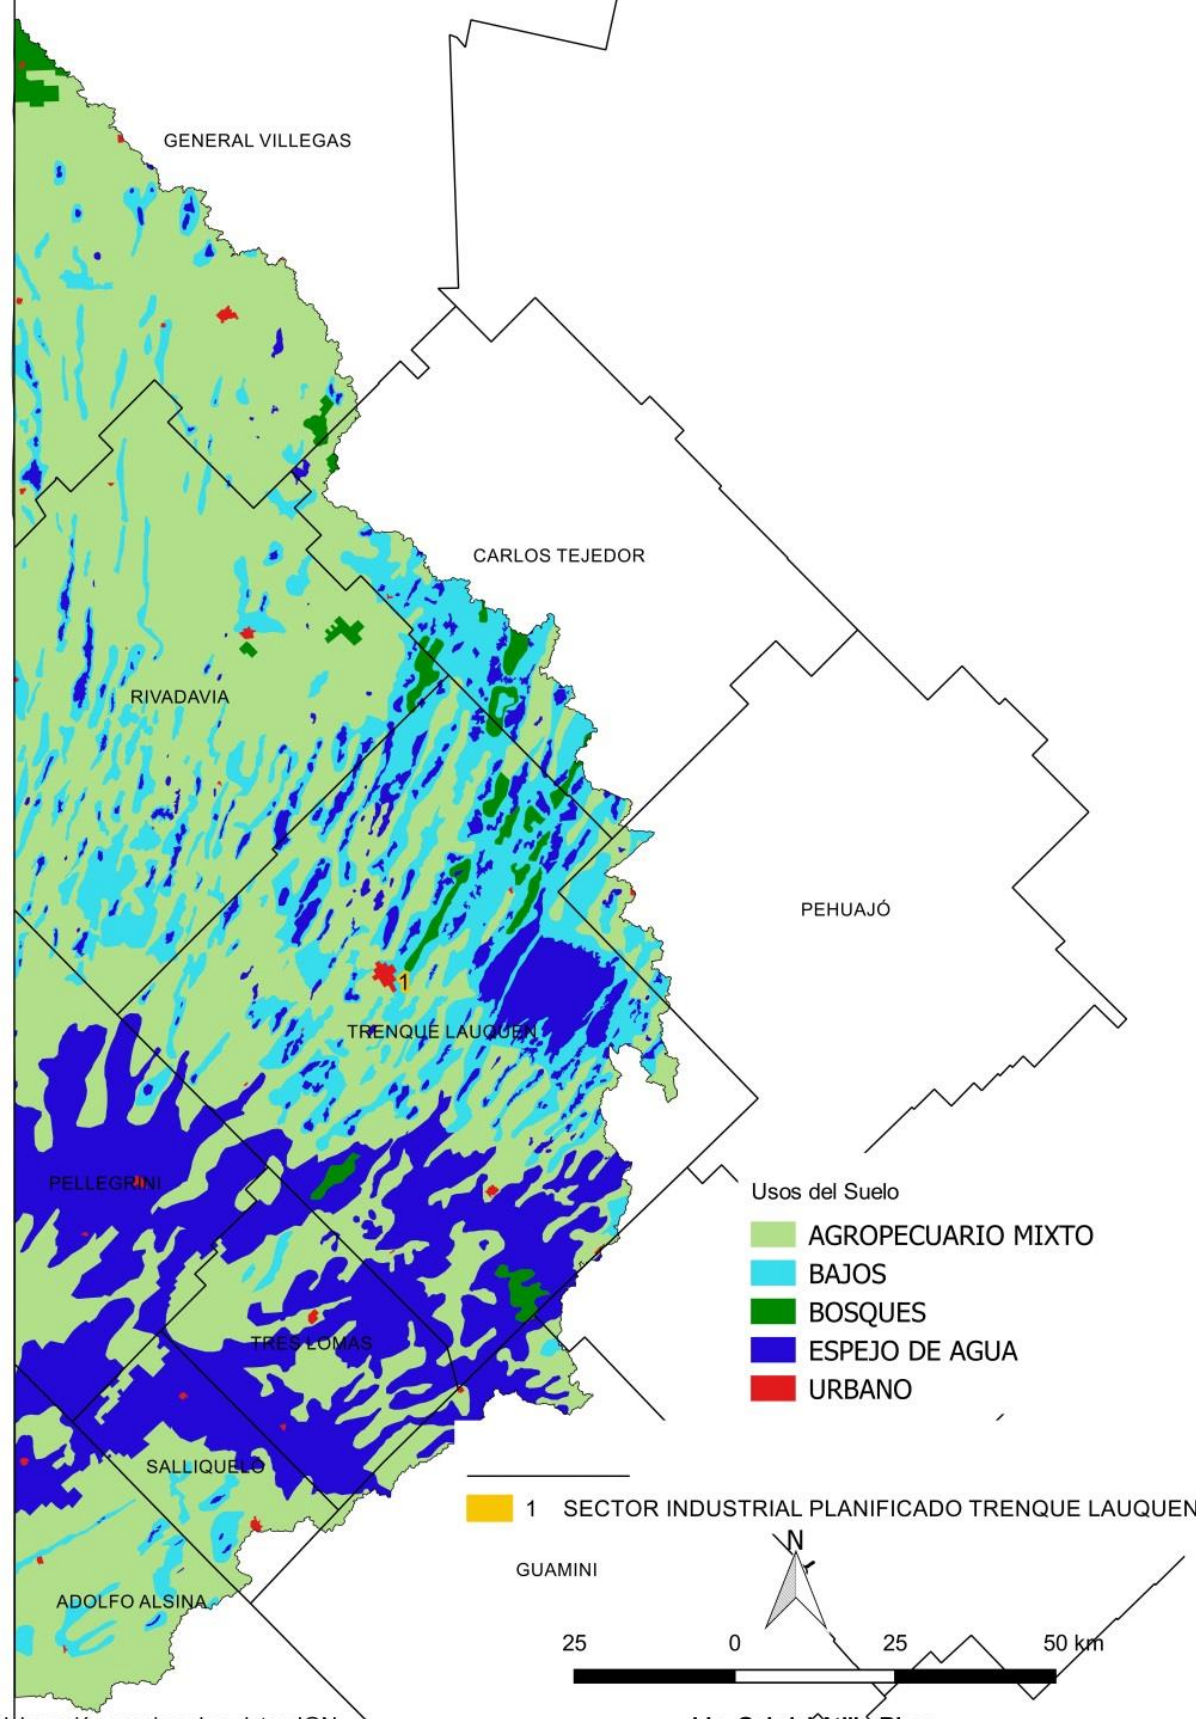 GENERAL VILLEGAS
CARLOS TEJEDOR
RIVADAVIA
PEHUAJÓ
1
TRENQUE LAUQUEN
PELLEGRINI
Usos del Suelo
AGROPECUARIO MIXTO
BAJOS
BOSQUES
ESPEJO DE AGUA
URBANO
TRES LOMAS
SALLIQUELÓ
1 SECTOR INDUSTRIAL PLANIFICADO TRENQUE LAUQUEN
N
GUAMINI
ADOLFO ALSINA
25 0 25 50 km